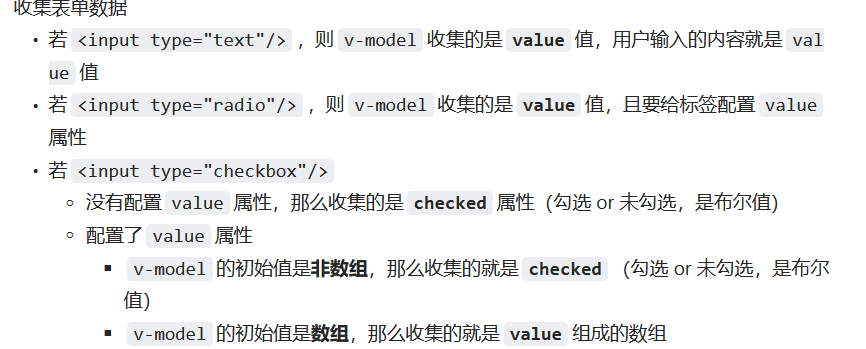 收集表单数据
• 若 <input type="text"/> ，则 v-model 收集的是 value 值，用户输入的内容就是 val
ue 值
• 若 <input type="radio"/> ，则 v-model 收集的是 value 值，且要给标签配置 value
属性
• 若 <input type="checkbox"/>
○ 没有配置 value 属性，那么收集的是 checked 属性（勾选 or 未勾选，是布尔值）
○ 配置了 value 属性
▪ v-model 的初始值是非数组，那么收集的就是 checked （勾选 or 未勾选，是布尔
值）
▪ v-model 的初始值是数组，那么收集的就是 value 组成的数组